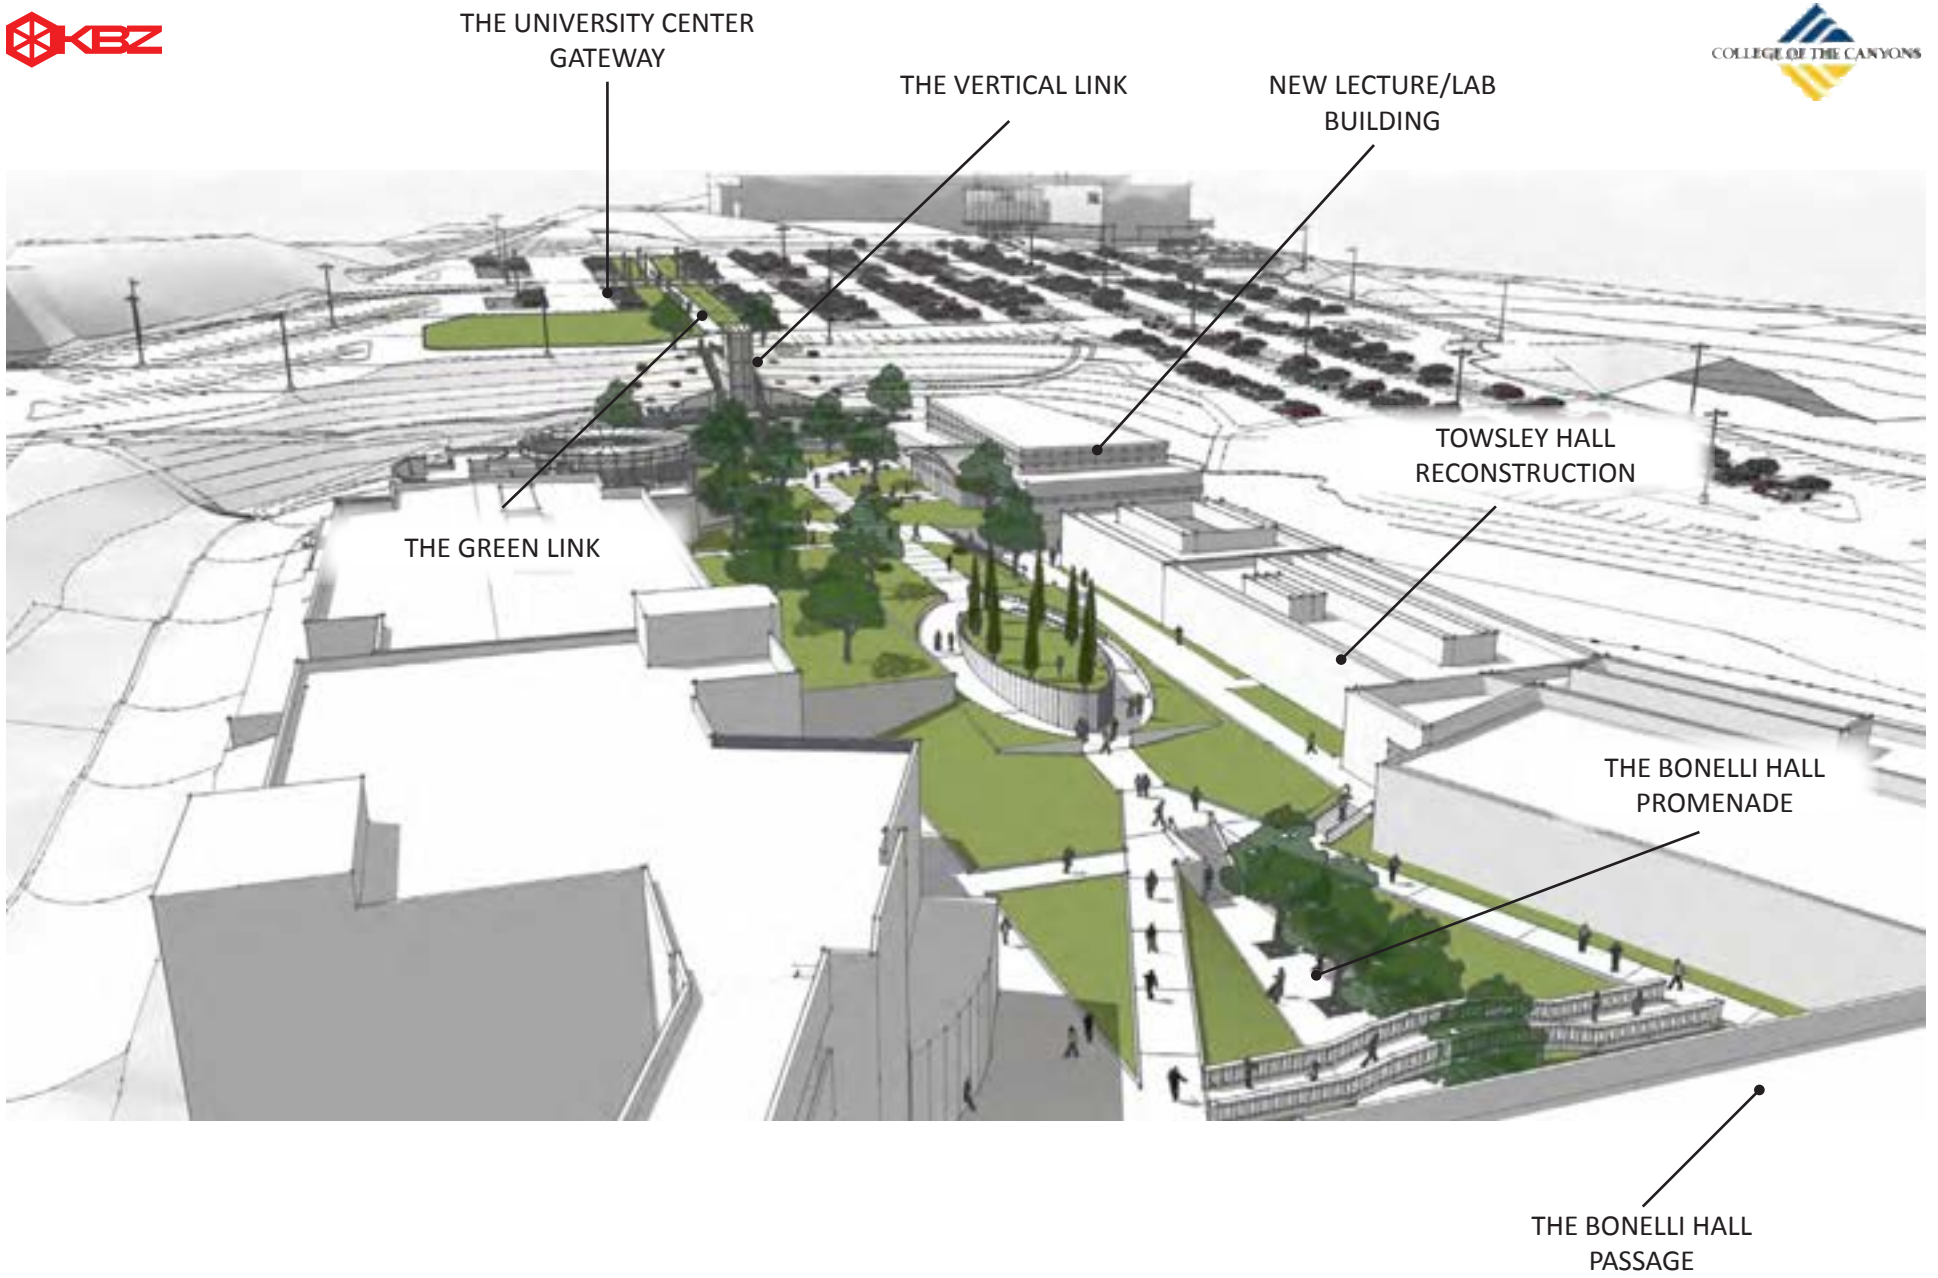 KBZ
THE UNIVERSITY CENTER
GATEWAY
COLLEGE OF THE CANYONS
THE VERTICAL LINK
NEW LECTURE/LAB
BUILDING
TOWSLEY HALL
RECONSTRUCTION
THE GREEN LINK
THE BONELLI HALL
PROMENADE
THE BONELLI HALL
PASSAGE